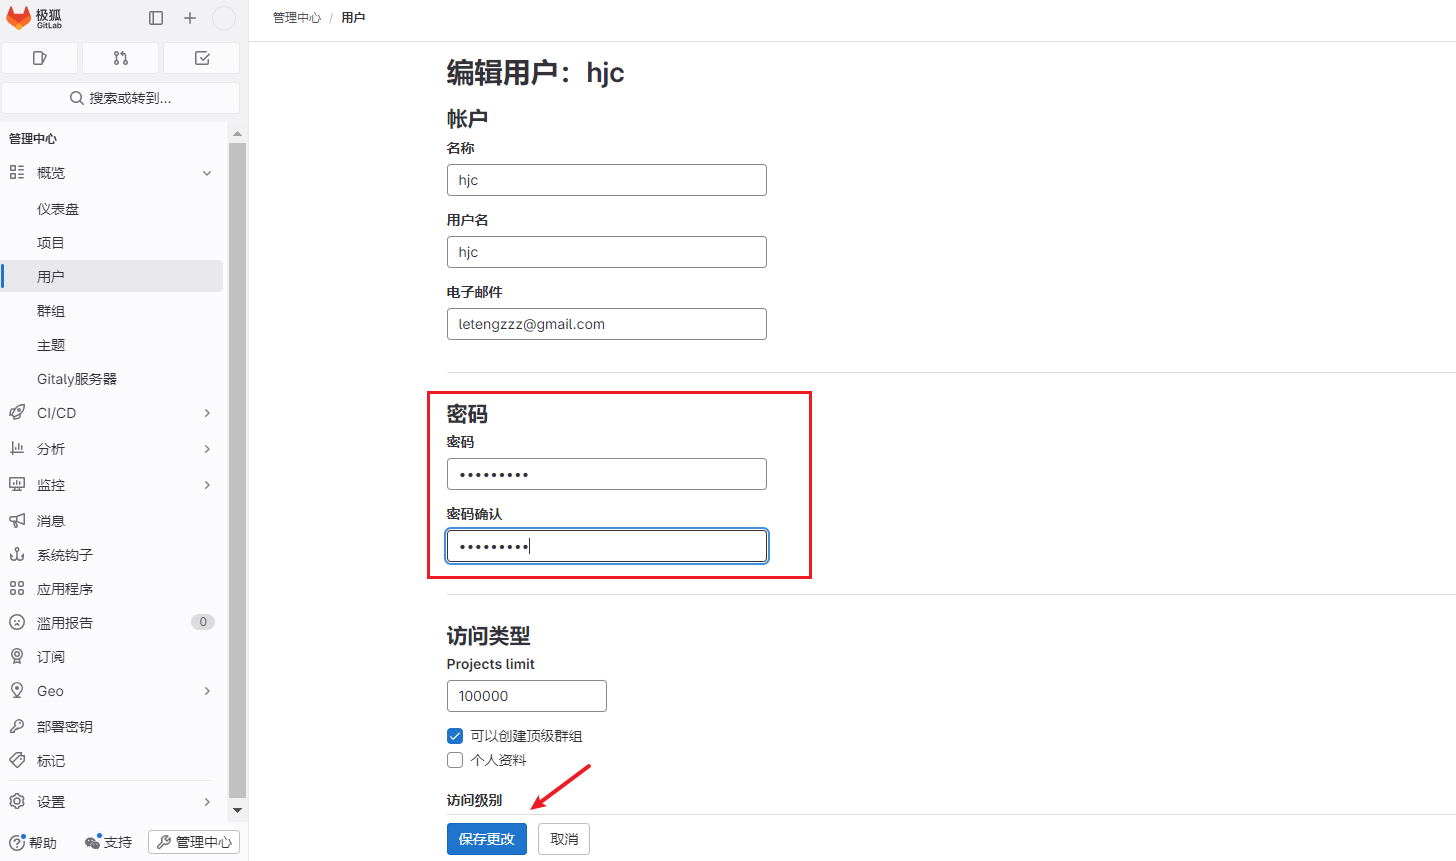 极狐
GitLab
搜索或转到...
管理中心
概览
仪表盘
项目
用户
群组
主题
Gitaly服务器
CI/CD
分析
监控
消息
系统钩子
应用程序
滥用报告 0
订阅
Geo
部署密钥
标记
设置
帮助 支持 管理中心
管理中心 / 用户
编辑用户：hjc
帐户
名称
hjc
用户名
hjc
电子邮件
letengzzz@gmail.com
密码
密码
•••••••••
密码确认
•••••••••
访问类型
Projects limit
100000
可以创建顶级群组
个人资料
访问级别
保存更改 取消